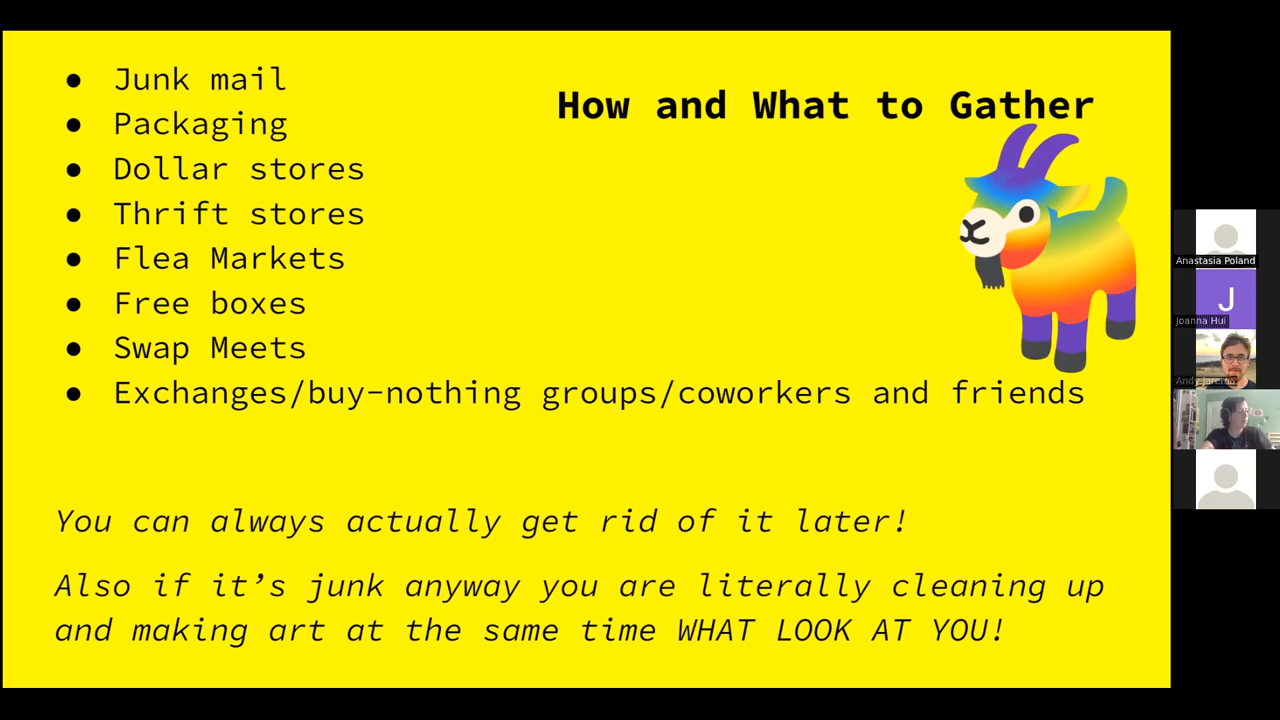 How and What to Gather
Junk mail
Packaging
Dollar stores
Thrift stores
Flea Markets
Free boxes
Swap Meets
Exchanges/buy-nothing groups/coworkers and friends
You can always actually get rid of it later!
Also if it’s junk anyway you are literally cleaning up
and making art at the same time WHAT LOOK AT YOU!
Anastasia Poland
J
Joanna Hui
Andy